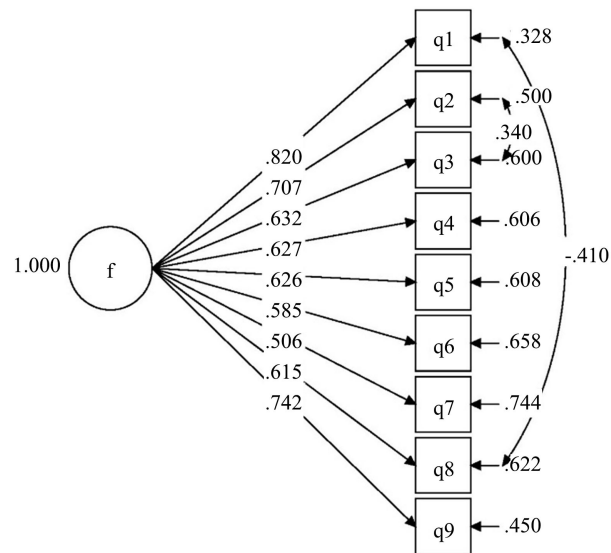 q1 .328
q2 .500
.340
.820
q3 .600
.707
.632
q4 .606
.627
1.000 f -.410
.626
q5 .608
.585
.506
q6 .658
.615
.742
q7 .744
q8 .622
q9 .450